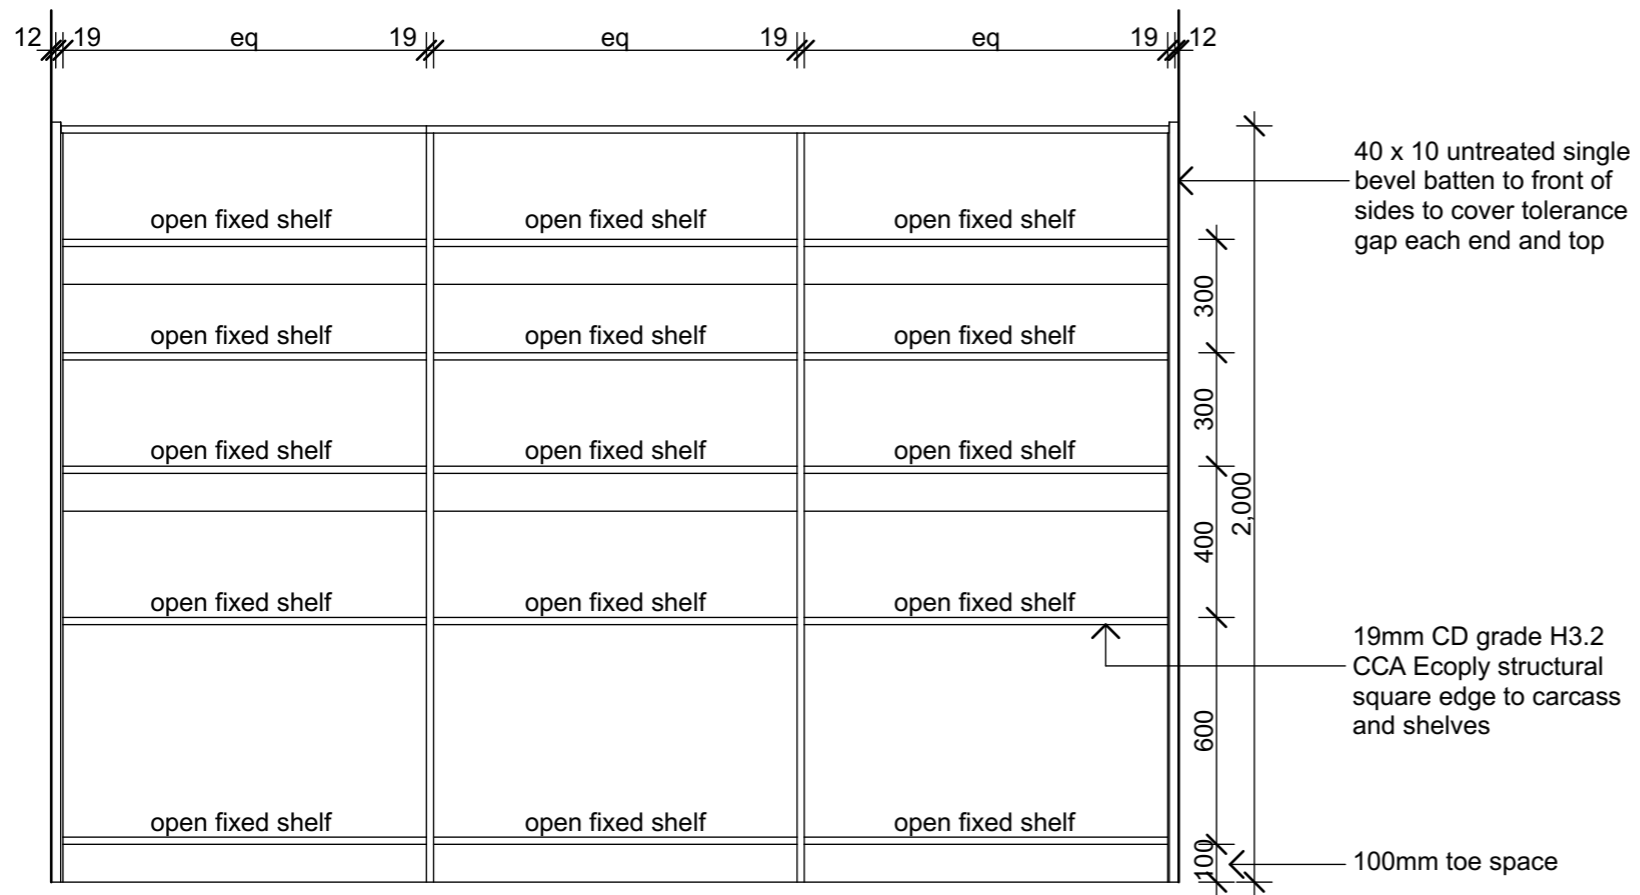 12 19 eq 19 eq 19 eq 19 12
40 x 10 untreated single
bevel batten to front of
sides to cover tolerance
gap each end and top
open fixed shelf open fixed shelf open fixed shelf
300
open fixed shelf open fixed shelf open fixed shelf
300
open fixed shelf open fixed shelf open fixed shelf
2,000
400
open fixed shelf open fixed shelf open fixed shelf
19mm CD grade H3.2
CCA Ecoply structural
square edge to carcass
and shelves
600
open fixed shelf open fixed shelf open fixed shelf
100
100mm toe space